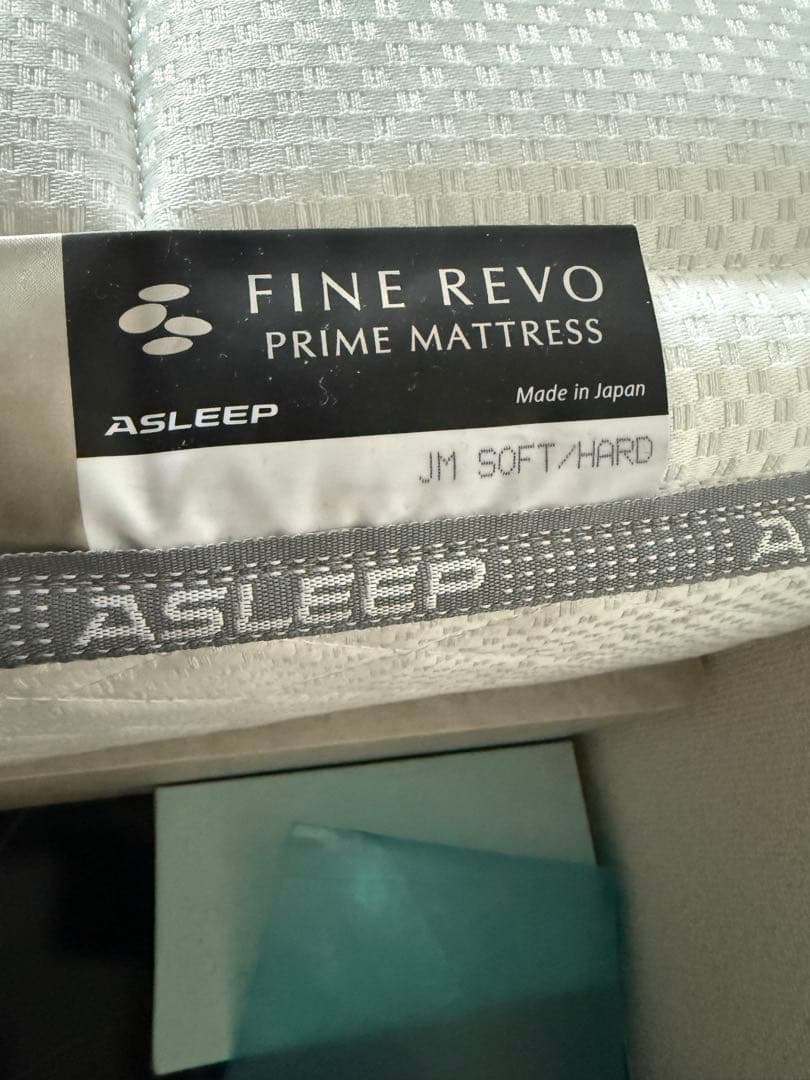 FINE REVO
PRIME MATTRESS
Made in Japan
ASLEEP
JM SOFT/HARD
ASLEEP
A